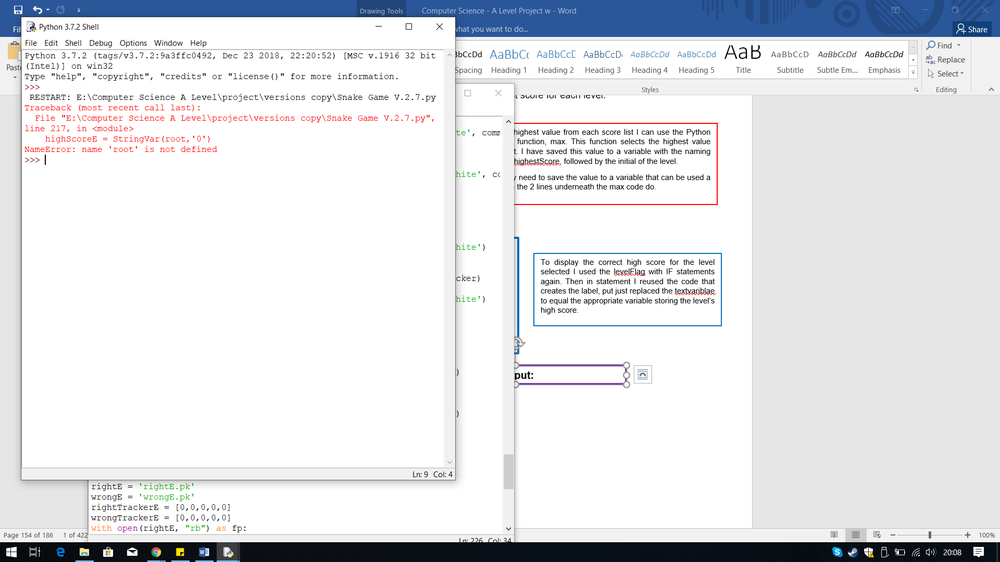 Drawing Tools
Computer Science - A Level Project w - Word
what you want to do...
Share
Python 3.7.2 Shell
File Edit Shell Debug Options Window Help
Python 3.7.2 (tags/v3.7.2:9a3ffc0492, Dec 23 2018, 22:20:52) [MSC v.1916 32 bit
(Intel)] on win32
Type "help", "copyright", "credits" or "license()" for more information.
>>>
RESTART: E:\Computer Science A Level\project\versions copy\Snake Game V.2.7.py
Traceback (most recent call last):
File "E:\Computer Science A Level\project\versions copy\Snake Game V.2.7.py",
line 217, in <module>
highScoreE = StringVar(root,'0')
NameError: name 'root' is not defined
>>>
Ln: 9 Col: 4
Paste
AaBbCcD
Spacing
Heading 1
AaBbCcDd
Heading 2
Heading 3
AaBbCcDd
Heading 4
AaBbCcDd
Heading 5
AaB
Title
AaBbCcD
Subtitle
AaBbCcDd
Subtle Em...
AaBbCcDd
Emphasis
Styles
Find
Replace
Select
Editing
score for each level.
highest value from each score list I can use the Python
function, max. This function selects the highest value
t. I have saved this value to a variable with the naming
highestScore, followed by the initial of the level.
y need to save the value to a variable that can be used a
the 2 lines underneath the max code do.
To display the correct high score for the level
selected I used the levelFlag with IF statements
again. Then in statement I reused the code that
creates the label, put just replaced the textvariblae
to equal the appropriate variable storing the level's
high score.
put:
te', comm
hite', co
hite')
cker)
hite')
)
)
rightE = 'rightE.pk'
wrongE = 'wrongE.pk'
rightTrackerE = [0,0,0,0,0]
wrongTrackerE = [0,0,0,0,0]
with open(rightE, "rb") as fp:
Ln: 226 Col: 34
Page 154 of 186 1 of 422
100%
20:08